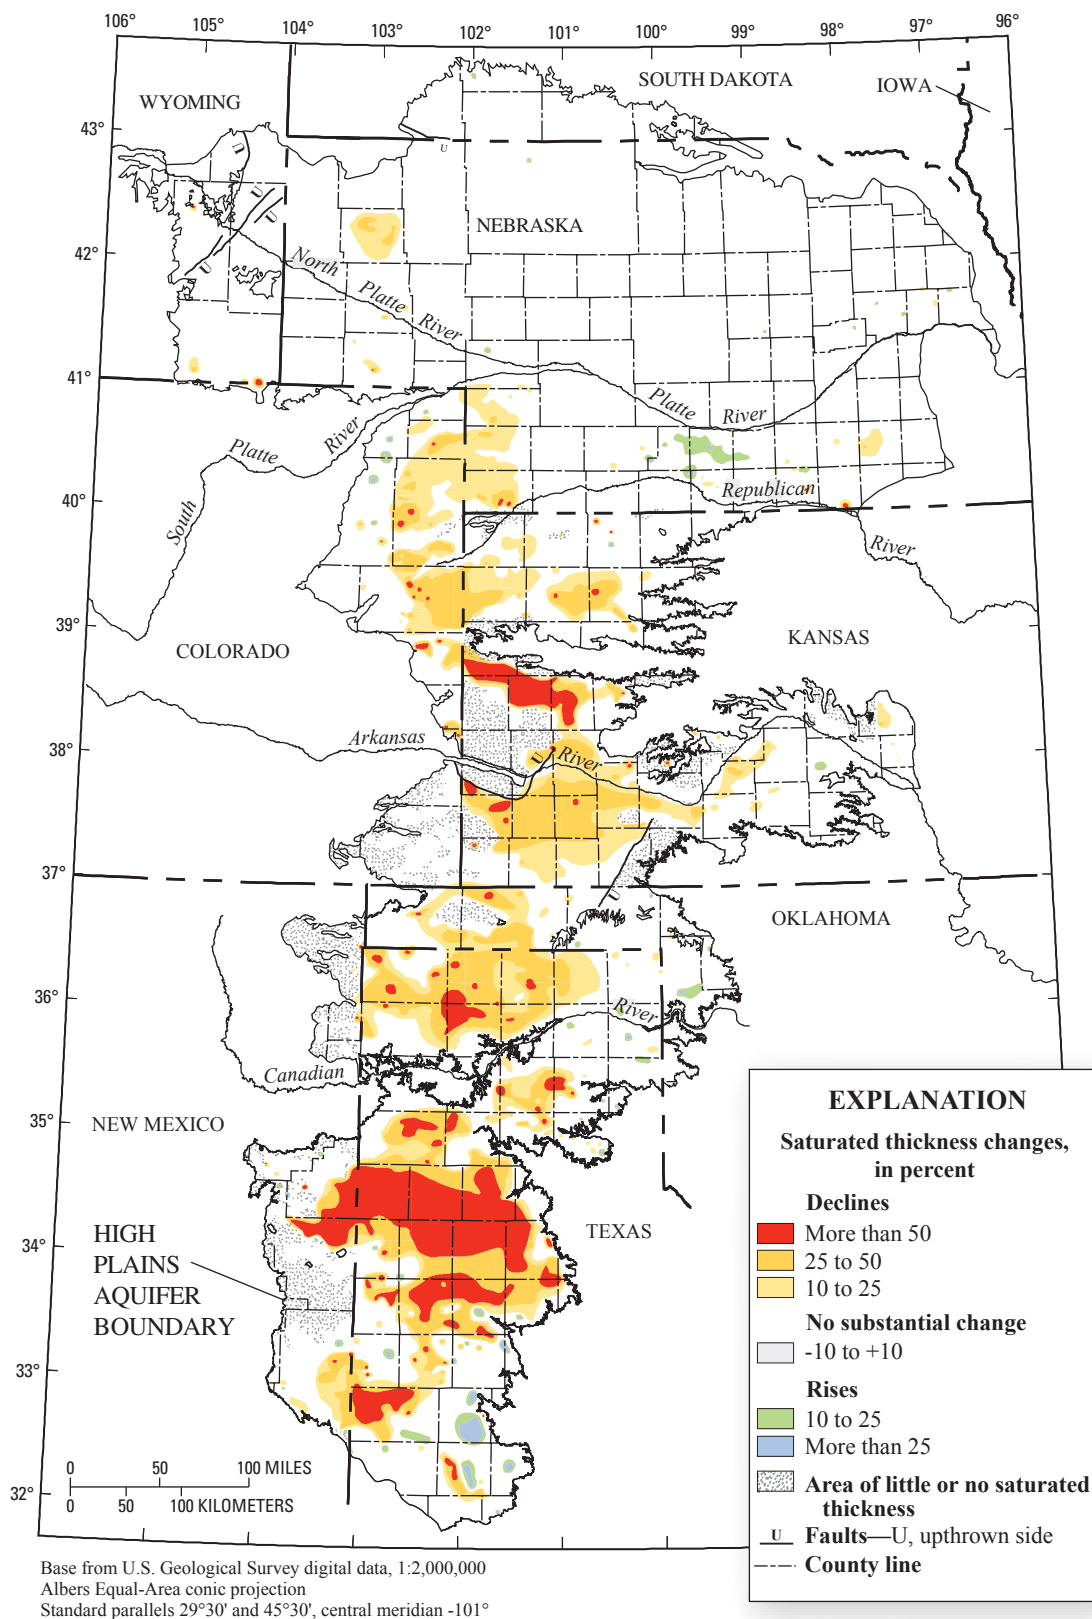 106°
105°
104°
103°
102°
101°
100°
99°
98°
97°
96°
SOUTH DAKOTA
IOWA
WYOMING
43°
U
U
U
U
U
NEBRASKA
42°
North
Platte
River
41°
Platte
River
South
Platte
River
40°
Republican
River
39°
COLORADO
KANSAS
38°
Arkansas
River
U
37°
U
OKLAHOMA
36°
River
Canadian
35°
NEW MEXICO
TEXAS
34°
HIGH
PLAINS
AQUIFER
BOUNDARY
33°
32°
0 50 100 MILES
0 50 100 KILOMETERS
EXPLANATION
Saturated thickness changes,
in percent
Declines
More than 50
25 to 50
10 to 25
No substantial change
-10 to +10
Rises
10 to 25
More than 25
Area of little or no saturated
thickness
U Faults—U, upthrown side
County line
Base from U.S. Geological Survey digital data, 1:2,000,000
Albers Equal-Area conic projection
Standard parallels 29°30' and 45°30', central meridian -101°